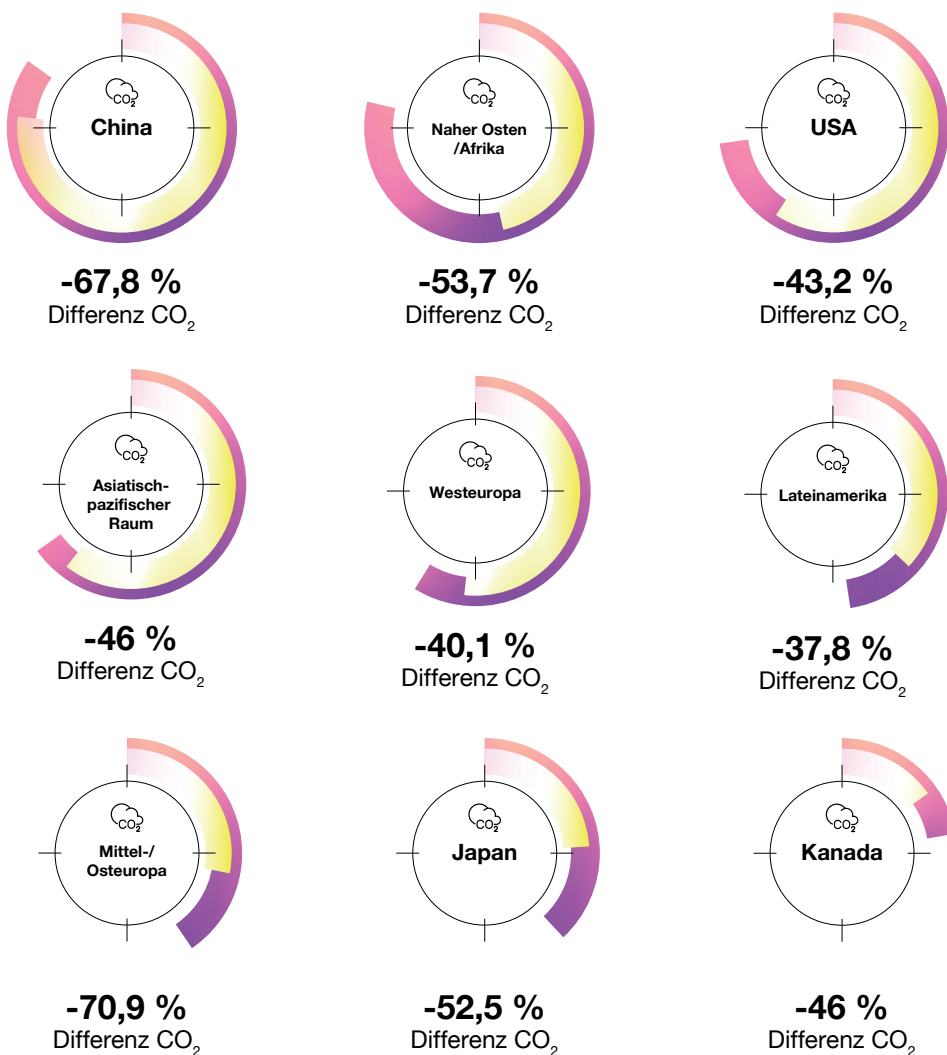 CO2
China
-67,8 %
Differenz CO2
CO2
Naher Osten
/Afrika
-53,7 %
Differenz CO2
CO2
USA
-43,2 %
Differenz CO2
CO2
Asiatisch-
pazifischer
Raum
-46 %
Differenz CO2
CO2
Westeuropa
-40,1 %
Differenz CO2
CO2
Lateinamerika
-37,8 %
Differenz CO2
CO2
Mittel-/
Osteuropa
-70,9 %
Differenz CO2
CO2
Japan
-52,5 %
Differenz CO2
CO2
Kanada
-46 %
Differenz CO2